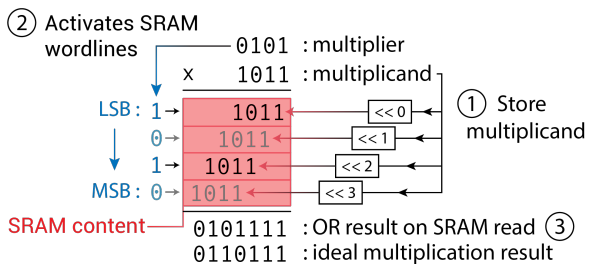 ② Activates SRAM
wordlines
0101 : multiplier
x 1011 : multiplicand
① Store
multiplicand
LSB: 1 1011 << 0
0 1011 << 1
1 1011 << 2
MSB: 0 1011 << 3
SRAM content
0101111 : OR result on SRAM read ③
0110111 : ideal multiplication result